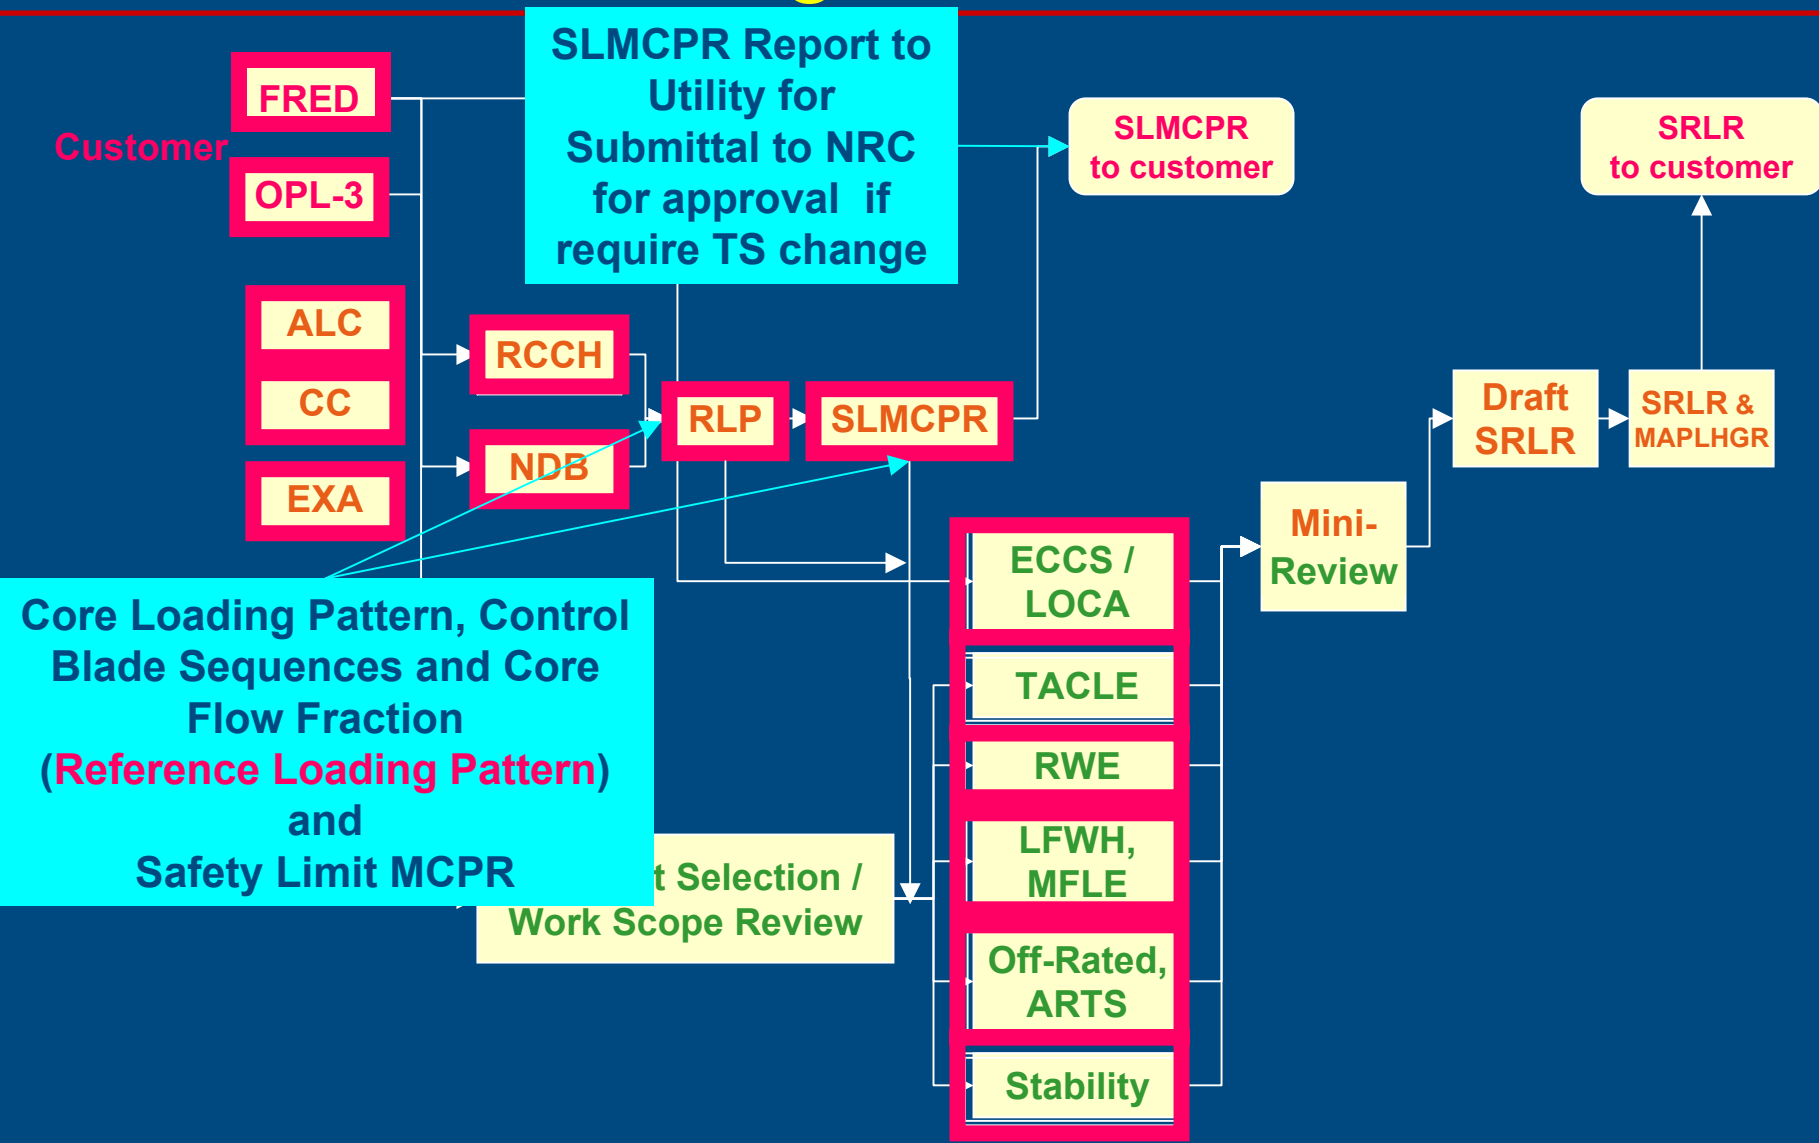 SLMCPR Report to
Utility for
Submittal to NRC
for approval if
require TS change
FRED
Customer
OPL-3
SLMCPR
to customer
SRLR
to customer
ALC
CC
EXA
RCCH
NDB
RLP
SLMCPR
Draft
SRLR
SRLR &
MAPLHGR
Mini-
Review
ECCS /
LOCA
TACLE
RWE
LFWH,
MFLE
Off-Rated,
ARTS
Stability
Core Loading Pattern, Control
Blade Sequences and Core
Flow Fraction
(Reference Loading Pattern)
and
Safety Limit MCPR
Selection /
Work Scope Review